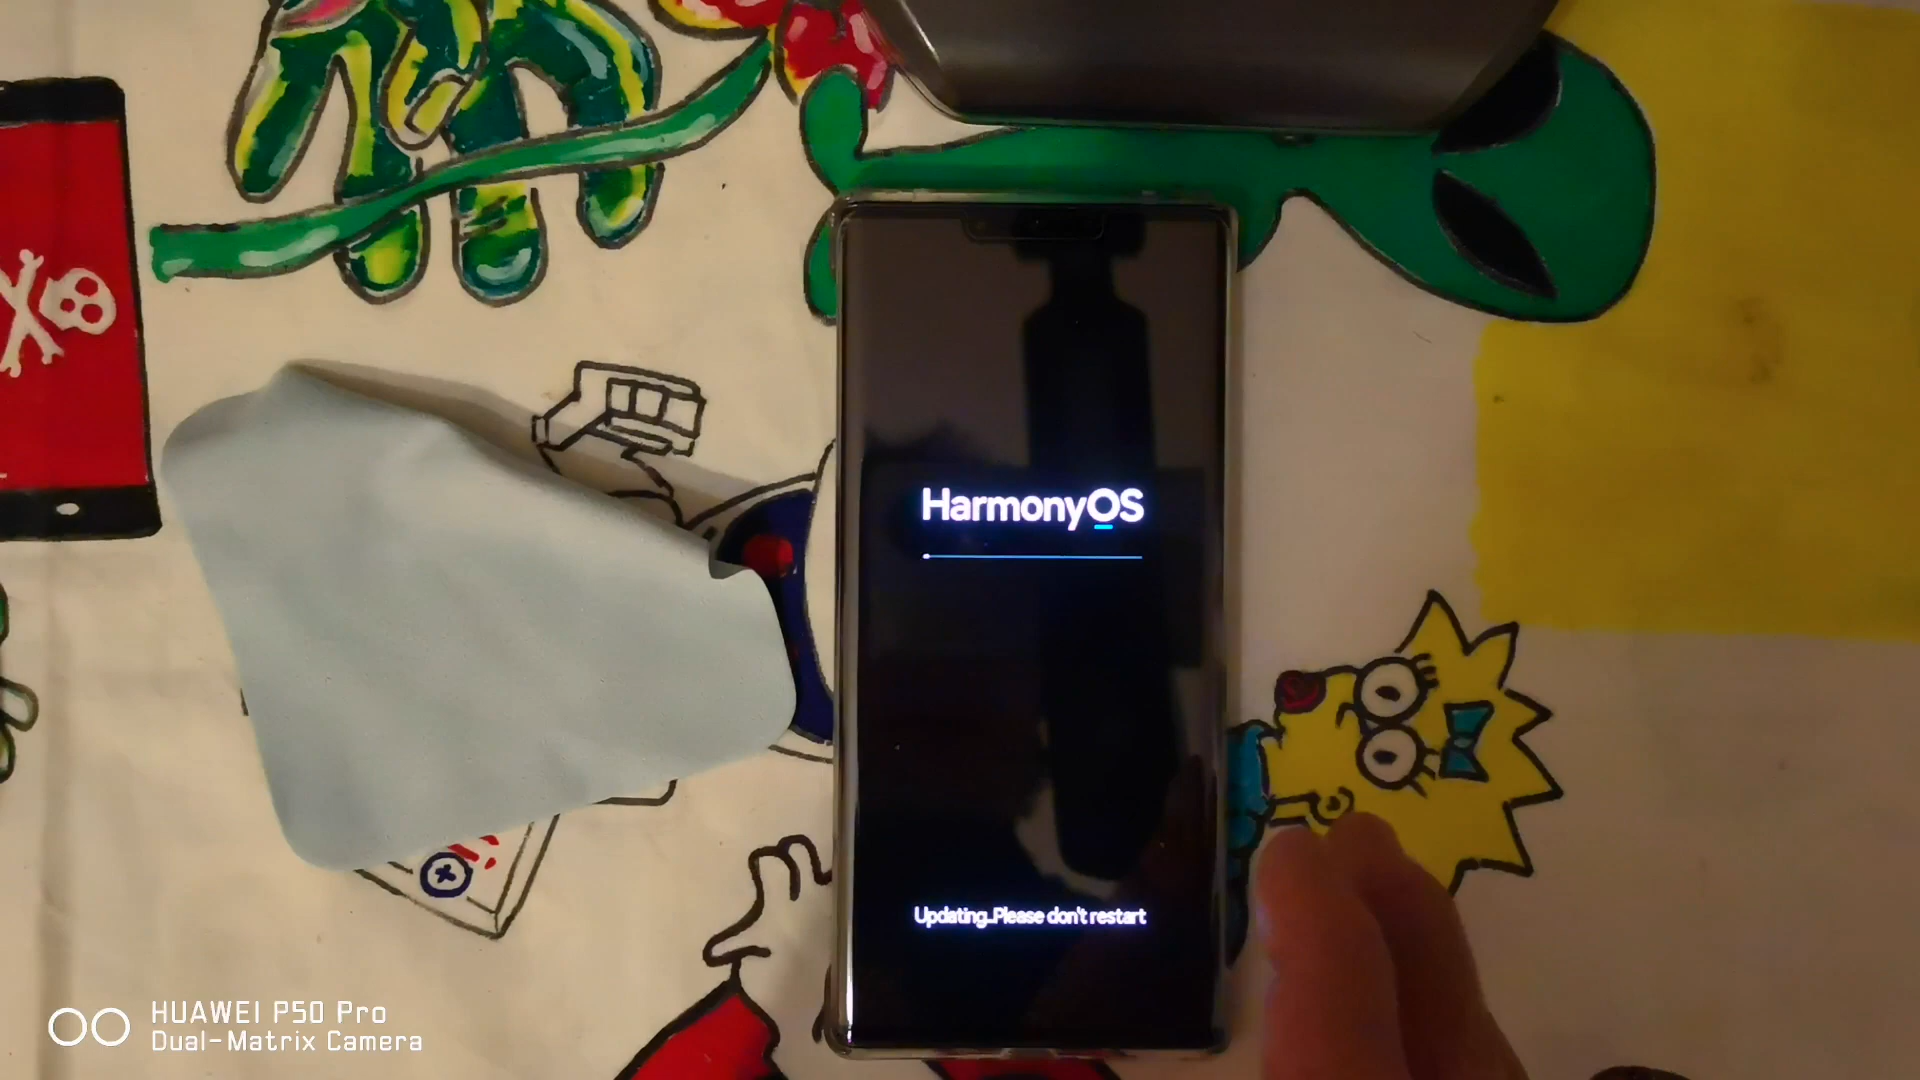 HarmonyOS
Updating..Please don't restart
HUAWEI P50 Pro
Dual-Matrix Camera